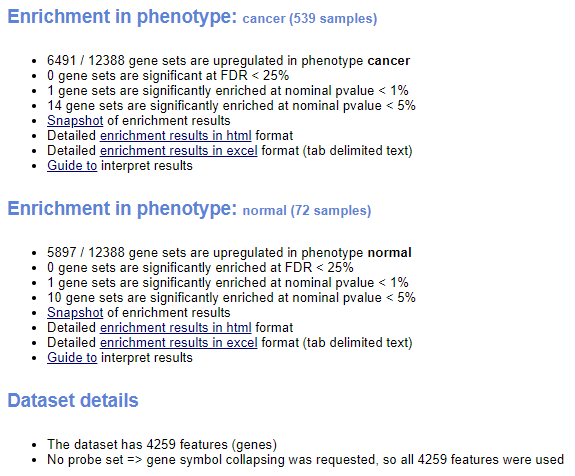 Enrichment in phenotype: cancer (539 samples)
• 6491 / 12388 gene sets are upregulated in phenotype cancer
• 0 gene sets are significant at FDR < 25%
• 1 gene sets are significantly enriched at nominal pvalue < 1%
• 14 gene sets are significantly enriched at nominal pvalue < 5%
• Snapshot of enrichment results
• Detailed enrichment results in html format
• Detailed enrichment results in excel format (tab delimited text)
• Guide to interpret results
Enrichment in phenotype: normal (72 samples)
• 5897 / 12388 gene sets are upregulated in phenotype normal
• 0 gene sets are significantly enriched at FDR < 25%
• 1 gene sets are significantly enriched at nominal pvalue < 1%
• 10 gene sets are significantly enriched at nominal pvalue < 5%
• Snapshot of enrichment results
• Detailed enrichment results in html format
• Detailed enrichment results in excel format (tab delimited text)
• Guide to interpret results
Dataset details
• The dataset has 4259 features (genes)
• No probe set => gene symbol collapsing was requested, so all 4259 features were used